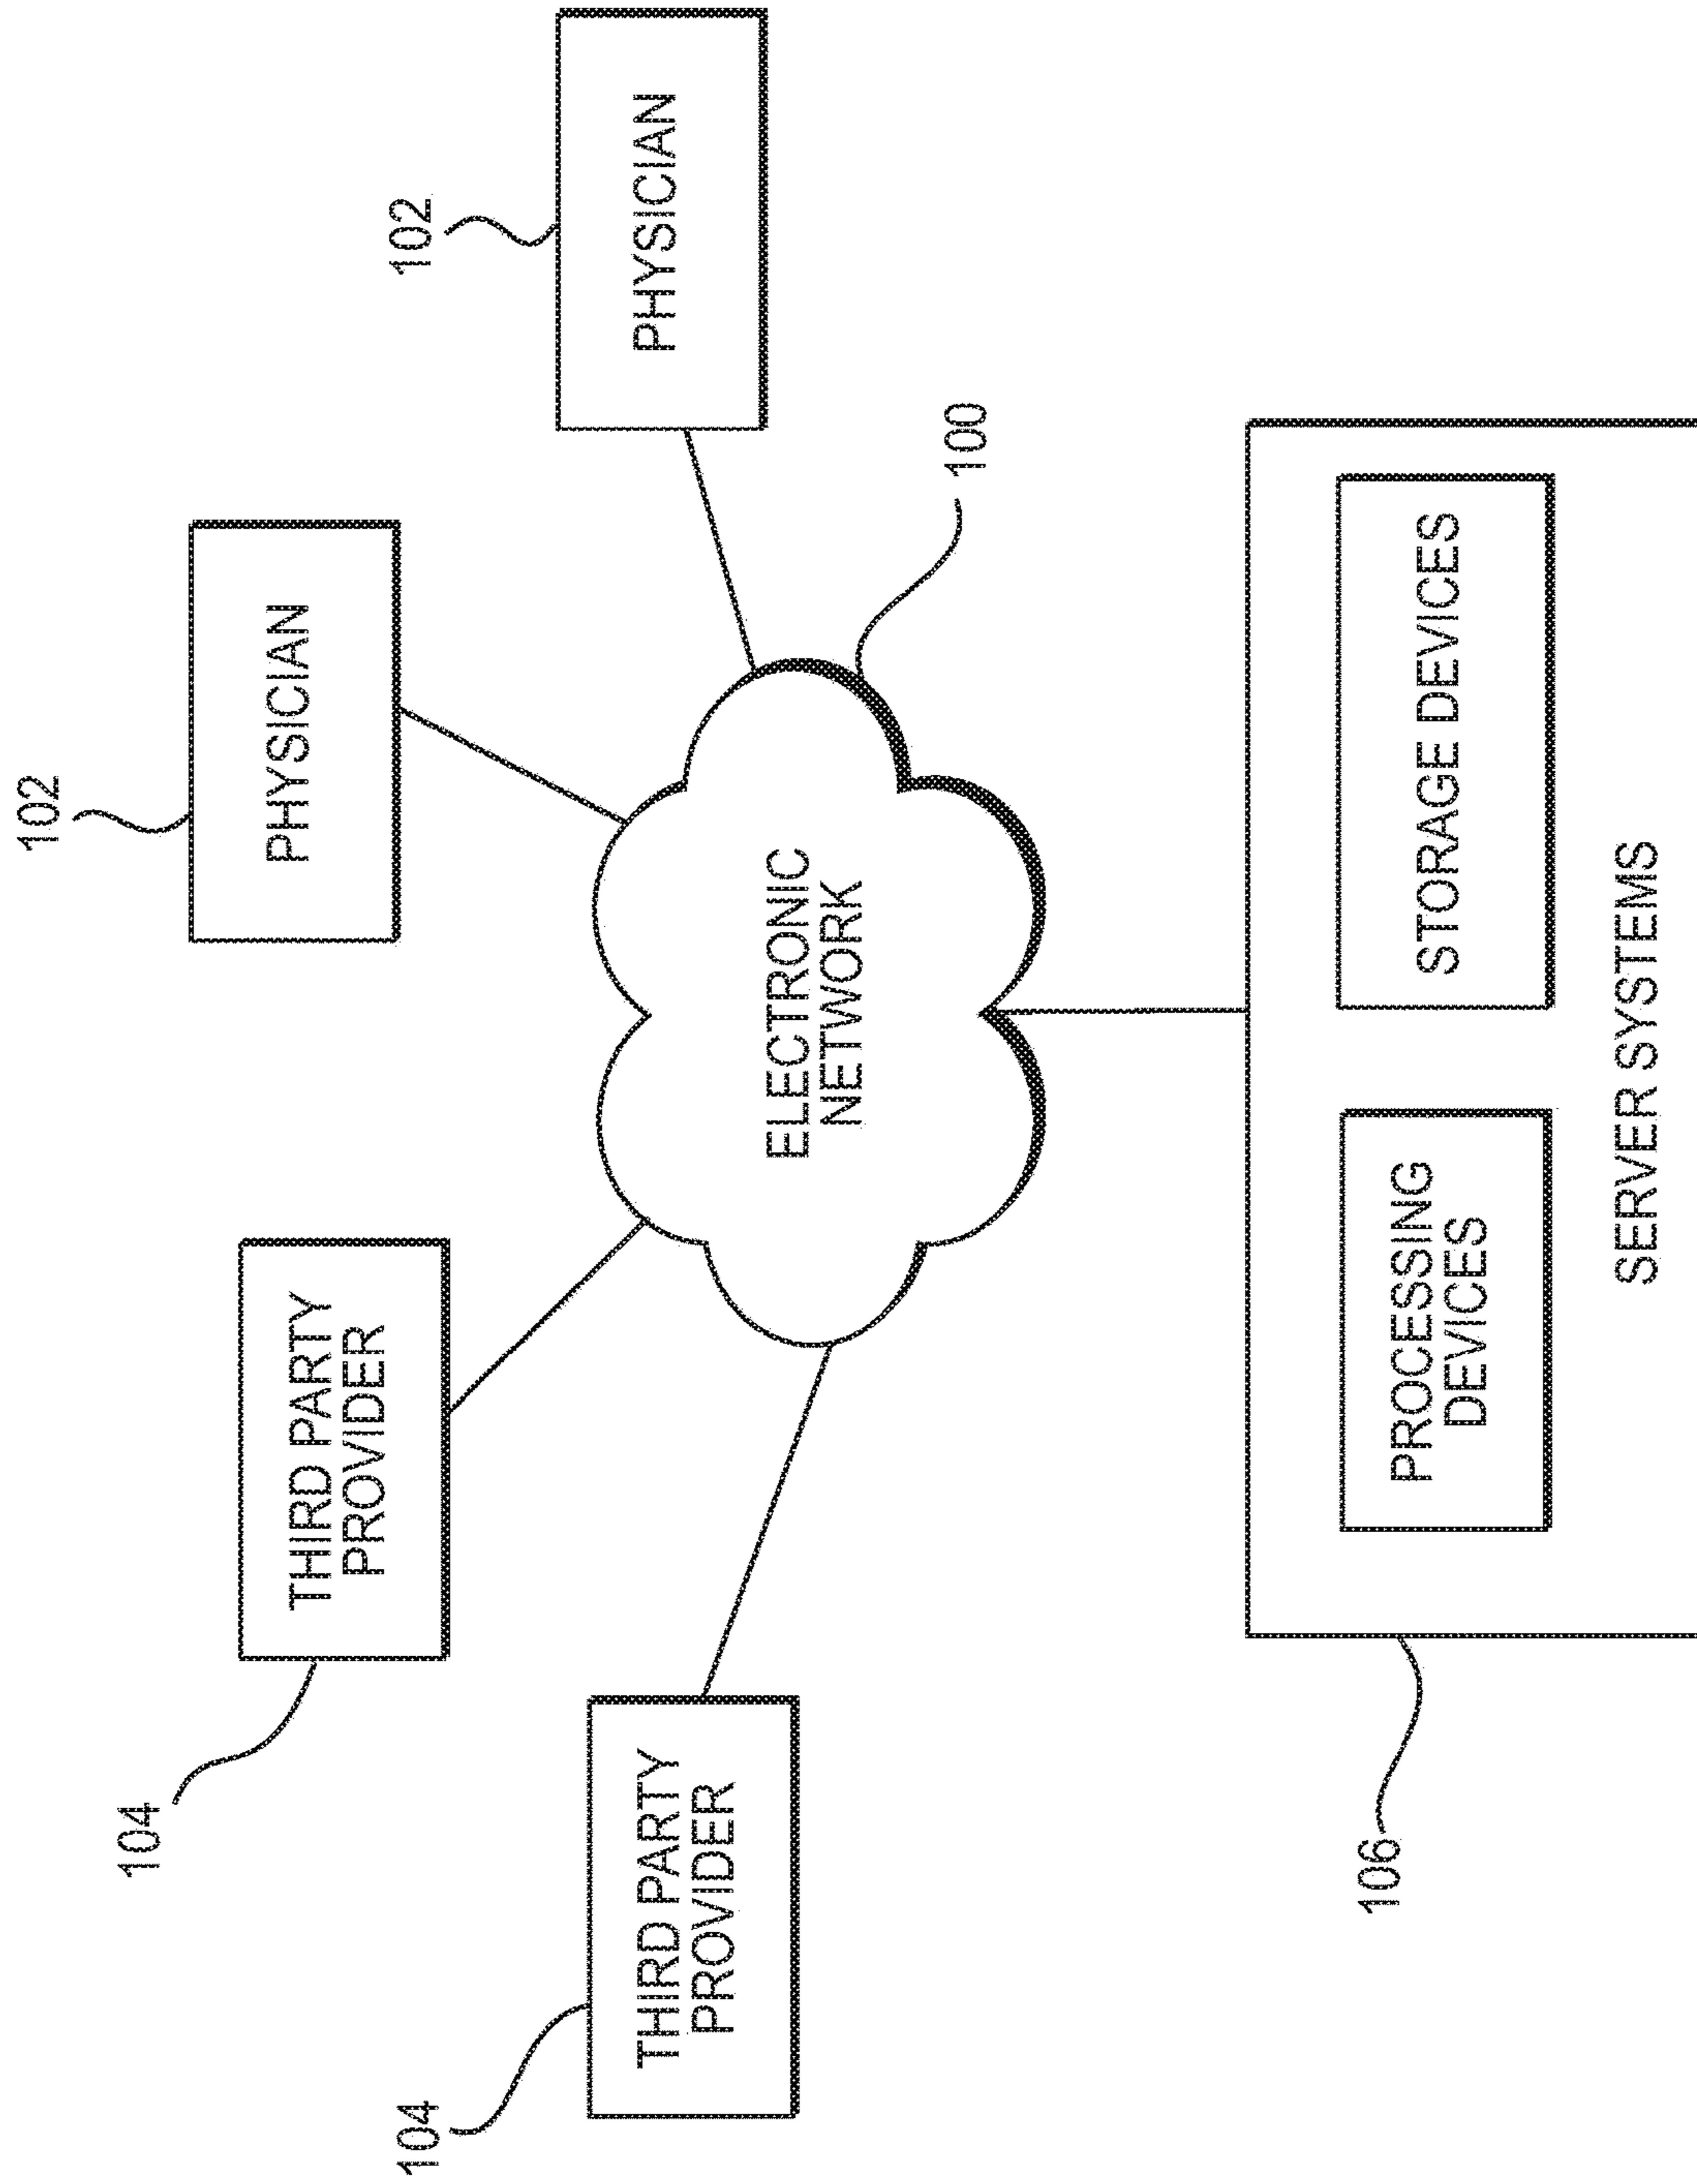 102
104
PHYSICIAN
THIRD PARTY
PROVIDER
102
104
PHYSICIAN
THIRD PARTY
PROVIDER
ELECTRONIC
NETWORK
100
106
PROCESSING
DEVICES
STORAGE DEVICES
SERVER SYSTEMS